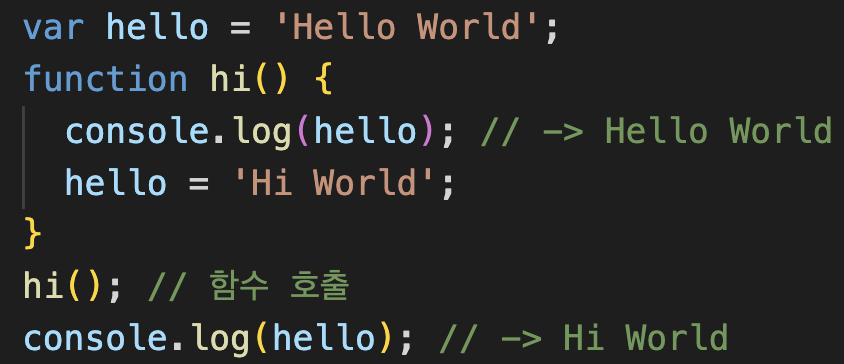 var hello = 'Hello World';
function hi() {
  console.log(hello); // -> Hello World
  hello = 'Hi World';
}
hi(); // 함수 호출
console.log(hello); // -> Hi World